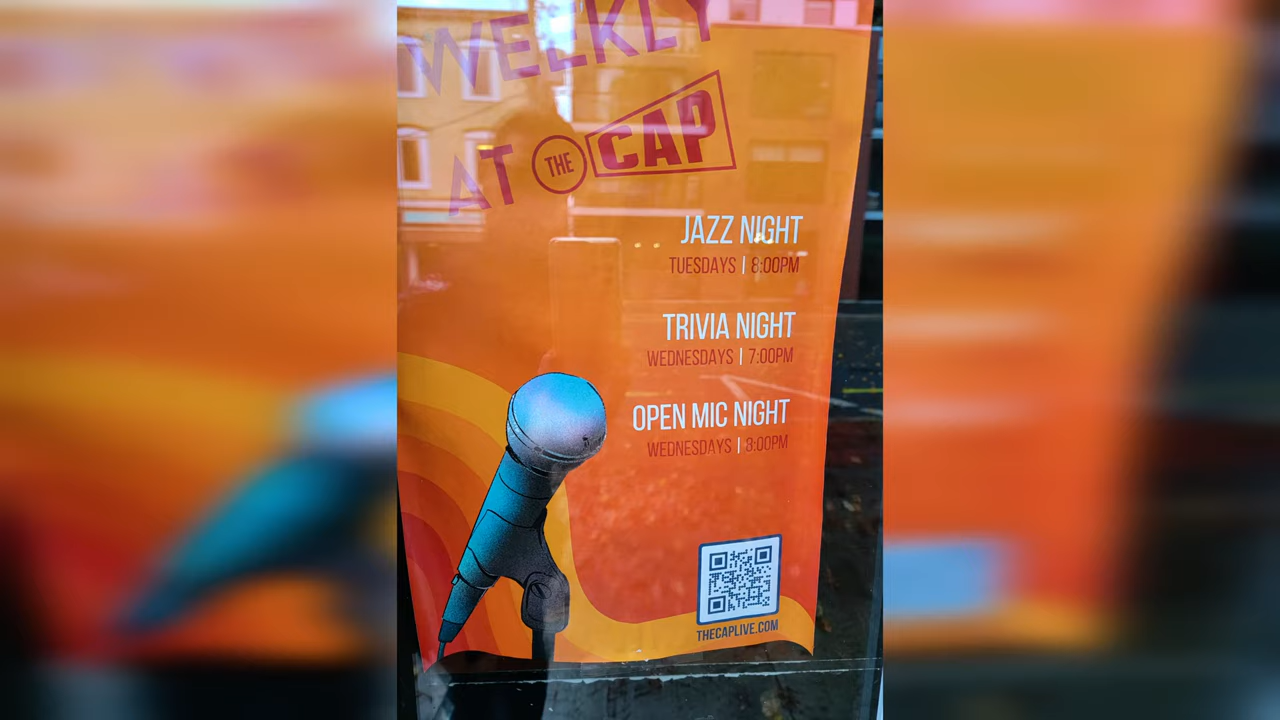 WEEKLY
AT THE CAP
JAZZ NIGHT
TUESDAYS | 8:00PM
TRIVIA NIGHT
WEDNESDAYS | 7:00PM
OPEN MIC NIGHT
WEDNESDAYS | 8:00PM
THECAPLIVE.COM